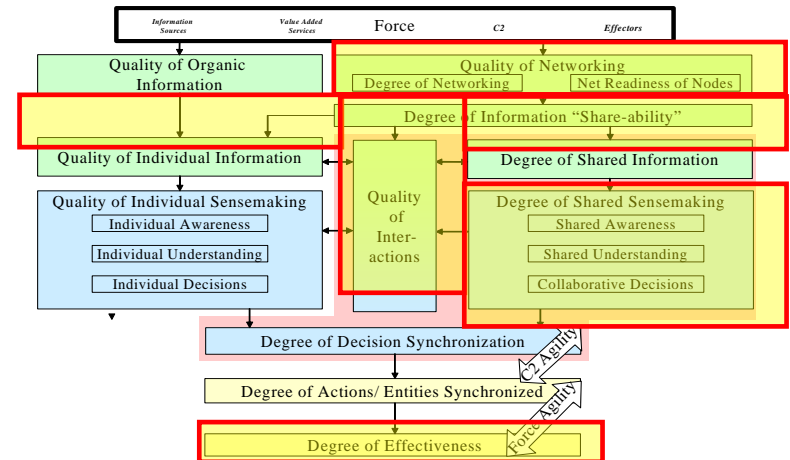 Information Sources
Value Added Services
Force
C2
Effectors
Quality of Organic
Information
Quality of Networking
Degree of Networking
Net Readiness of Nodes
Degree of Information “Share-ability”
Quality of Individual Information
Degree of Shared Information
Quality of Individual Sensemaking
Individual Awareness
Individual Understanding
Individual Decisions
Quality
of
Inter-
actions
Degree of Shared Sensemaking
Shared Awareness
Shared Understanding
Collaborative Decisions
Degree of Decision Synchronization
C2 Agility
Degree of Actions/ Entities Synchronized
Force Agility
Degree of Effectiveness